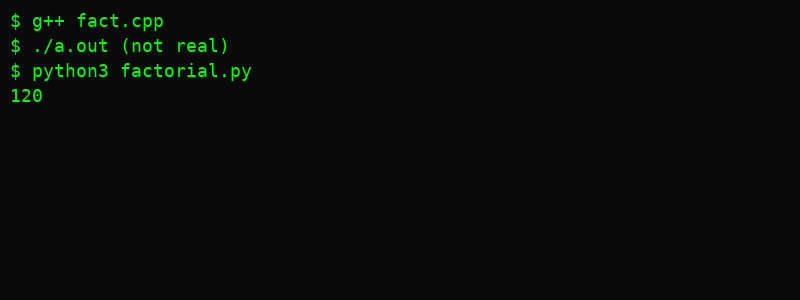 $ g++ fact.cpp
$ ./a.out (not real)
$ python3 factorial.py
120